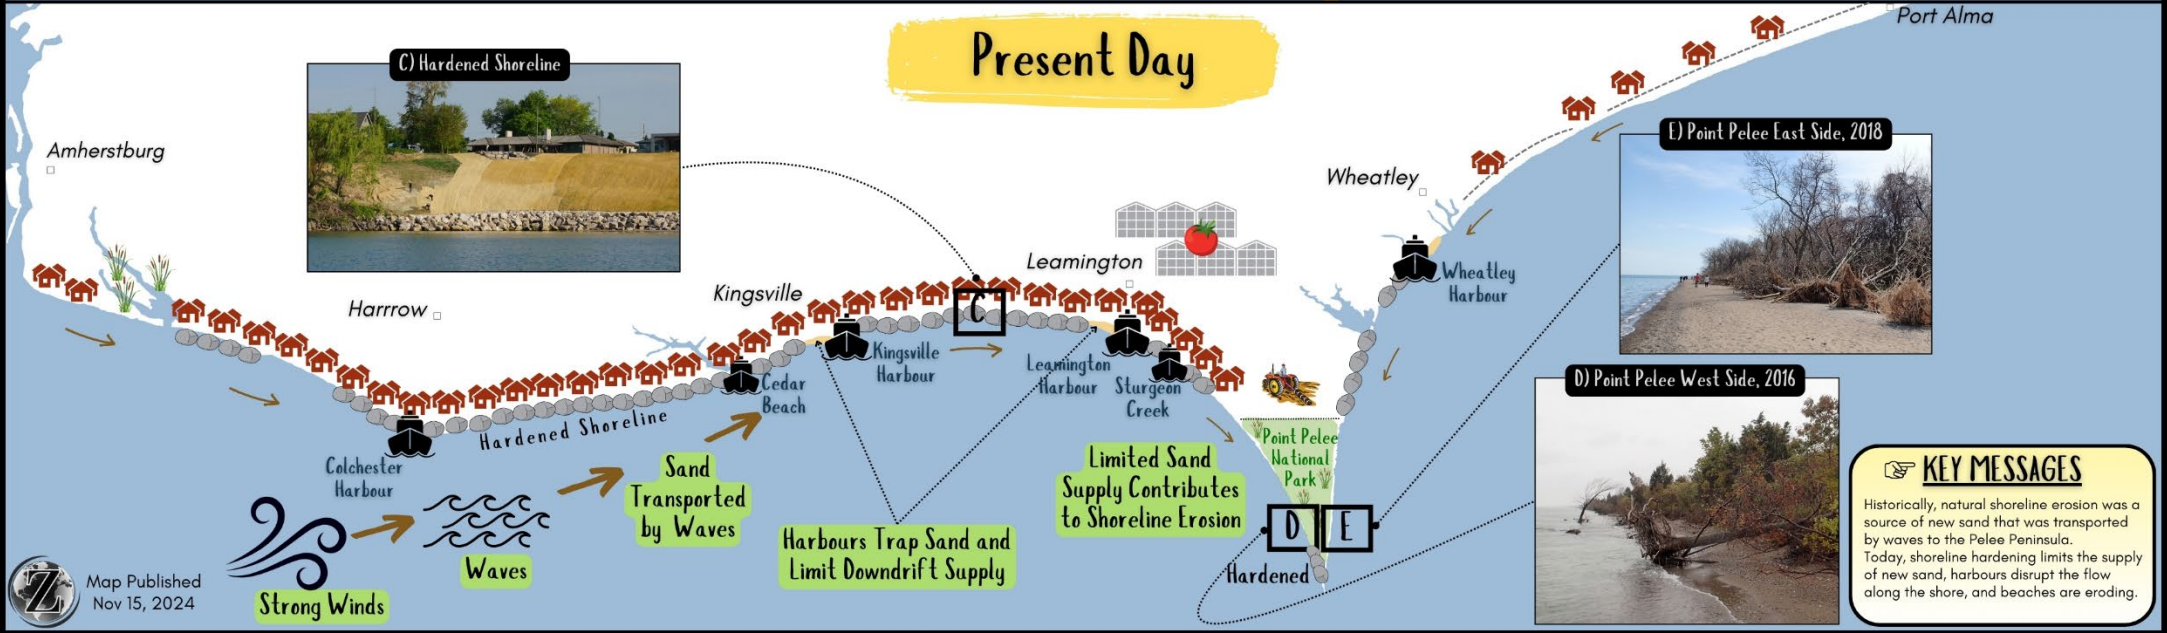 Present Day
Port Alma
C) Hardened Shoreline
E) Point Pelee East Side, 2018
Amherstburg
Wheatley
Leamington
Wheatley
Harbour
Harrrow
Kingsville
Kingsville
Harbour
Leamington
Harbour
Sturgeon
Creek
Cedar
Beach
C
D) Point Pelee West Side, 2016
Hardened Shoreline
Colchester
Harbour
Point Pelee
National
Park
Sand
Transported
by Waves
Limited Sand
Supply Contributes
to Shoreline Erosion
D
E
Harbours Trap Sand and
Limit Downdrift Supply
Hardened
Waves
Strong Winds
Z
Map Published
Nov 15, 2024
KEY MESSAGES
Historically, natural shoreline erosion was a
source of new sand that was transported
by waves to the Pelee Peninsula.
Today, shoreline hardening limits the supply
of new sand, harbours disrupt the flow
along the shore, and beaches are eroding.